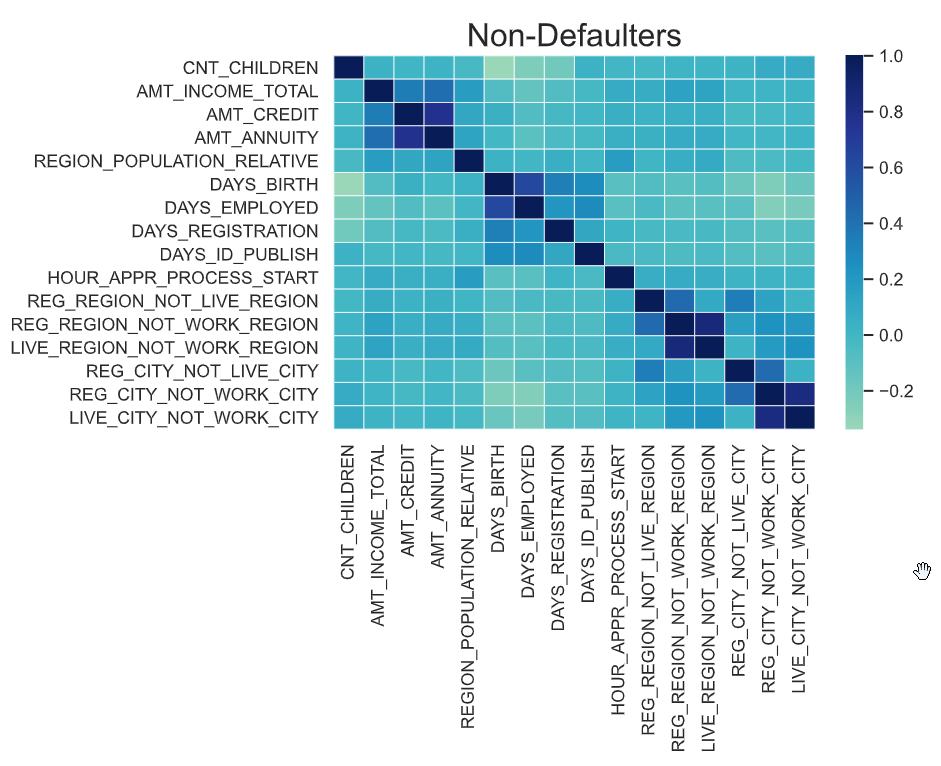 Non-Defaulters
CNT_CHILDREN
AMT_INCOME_TOTAL
AMT_CREDIT
AMT_ANNUITY
REGION_POPULATION_RELATIVE
DAYS_BIRTH
DAYS_EMPLOYED
DAYS_REGISTRATION
DAYS_ID_PUBLISH
HOUR_APPR_PROCESS_START
REG_REGION_NOT_LIVE_REGION
REG_REGION_NOT_WORK_REGION
LIVE_REGION_NOT_WORK_REGION
REG_CITY_NOT_LIVE_CITY
REG_CITY_NOT_WORK_CITY
LIVE_CITY_NOT_WORK_CITY
1.0
0.8
0.6
0.4
0.2
0.0
−0.2
CNT_CHILDREN
AMT_INCOME_TOTAL
AMT_CREDIT
AMT_ANNUITY
REGION_POPULATION_RELATIVE
DAYS_BIRTH
DAYS_EMPLOYED
DAYS_REGISTRATION
DAYS_ID_PUBLISH
HOUR_APPR_PROCESS_START
REG_REGION_NOT_LIVE_REGION
REG_REGION_NOT_WORK_REGION
LIVE_REGION_NOT_WORK_REGION
REG_CITY_NOT_LIVE_CITY
REG_CITY_NOT_WORK_CITY
LIVE_CITY_NOT_WORK_CITY